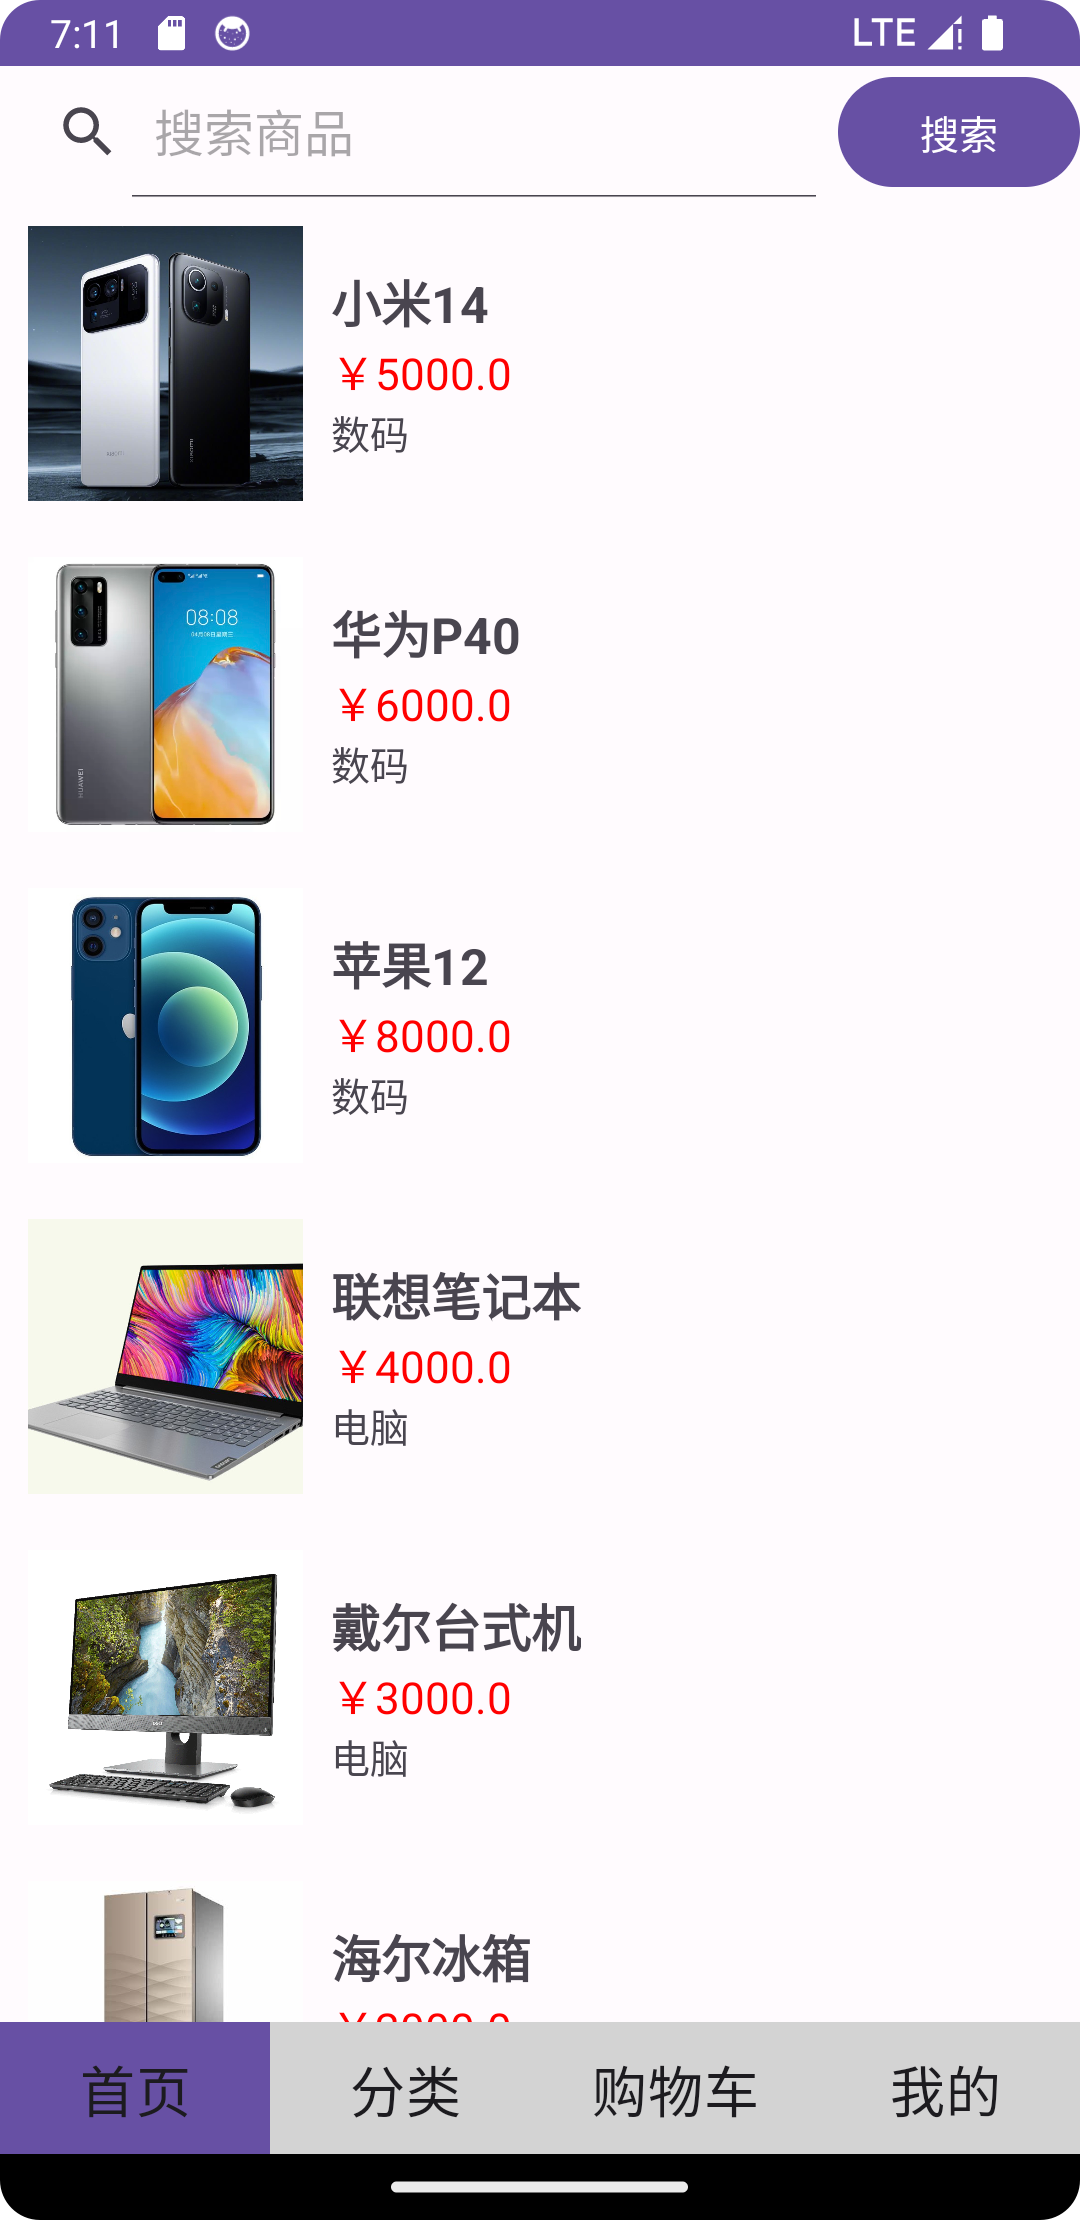 7:11
LTE
搜索商品
搜索
小米14
￥5000.0
数码
08:08
HUAWEI
华为P40
￥6000.0
数码
苹果12
￥8000.0
数码
联想笔记本
￥4000.0
电脑
戴尔台式机
￥3000.0
电脑
海尔冰箱
首页
分类
购物车
我的